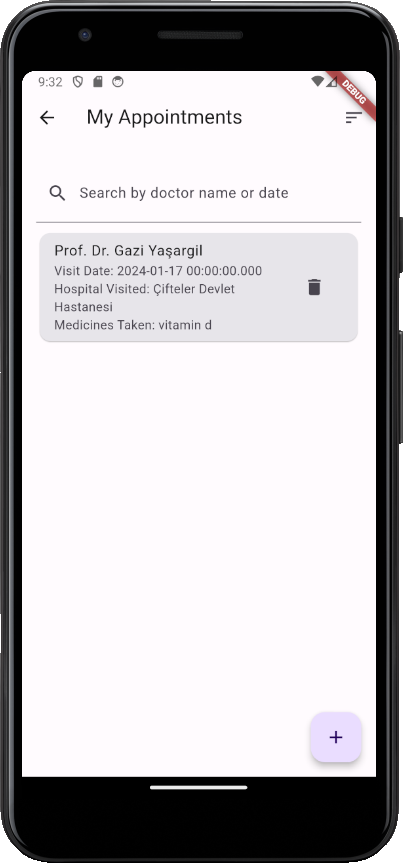 9:32
DEBUG
My Appointments
Search by doctor name or date
Prof. Dr. Gazi Yaşargil
Visit Date: 2024-01-17 00:00:00.000
Hospital Visited: Çifteler Devlet
Hastanesi
Medicines Taken: vitamin d